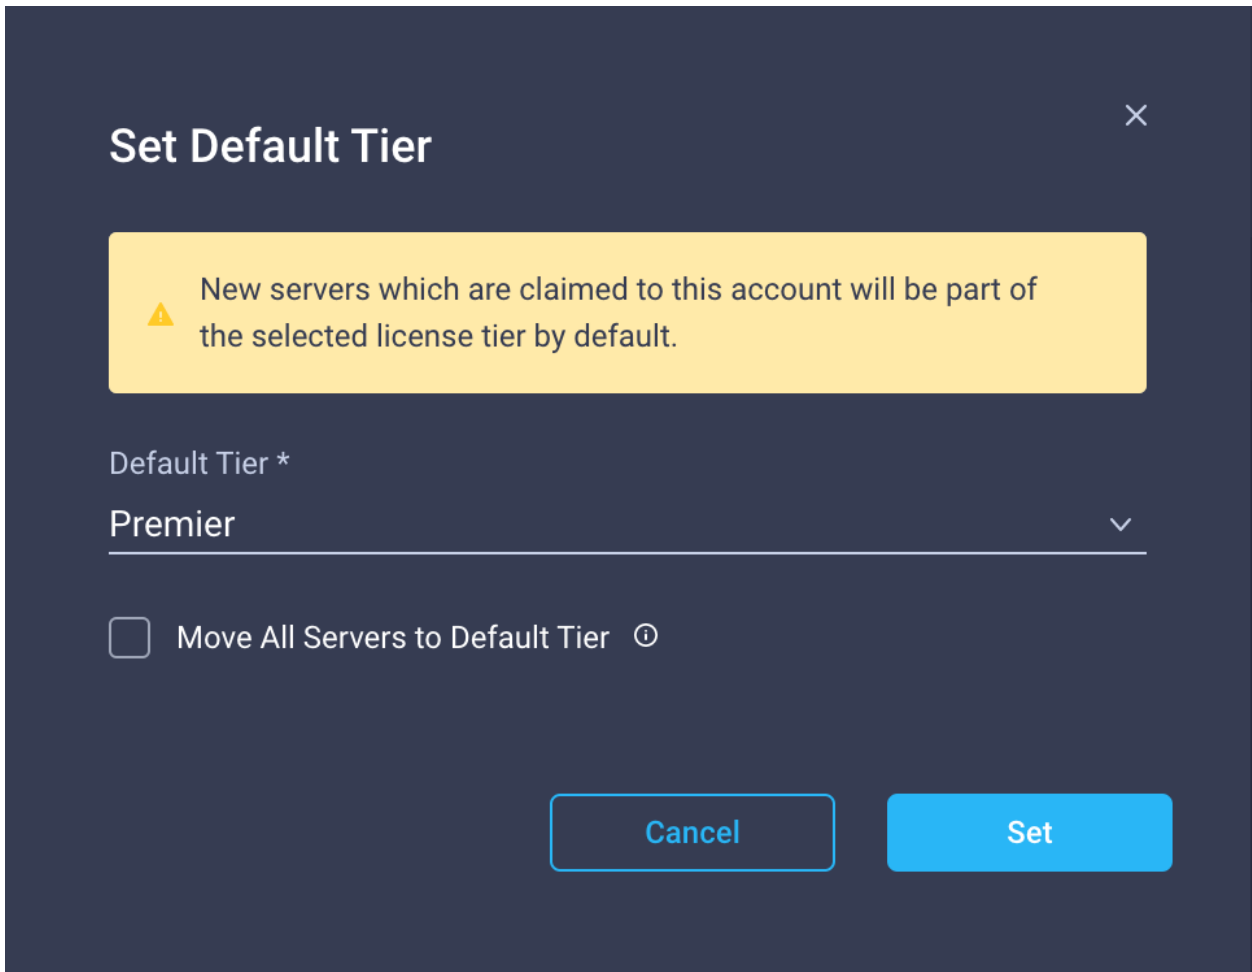 Set Default Tier
New servers which are claimed to this account will be part of
the selected license tier by default.
Default Tier *
Premier
Move All Servers to Default Tier
Cancel
Set